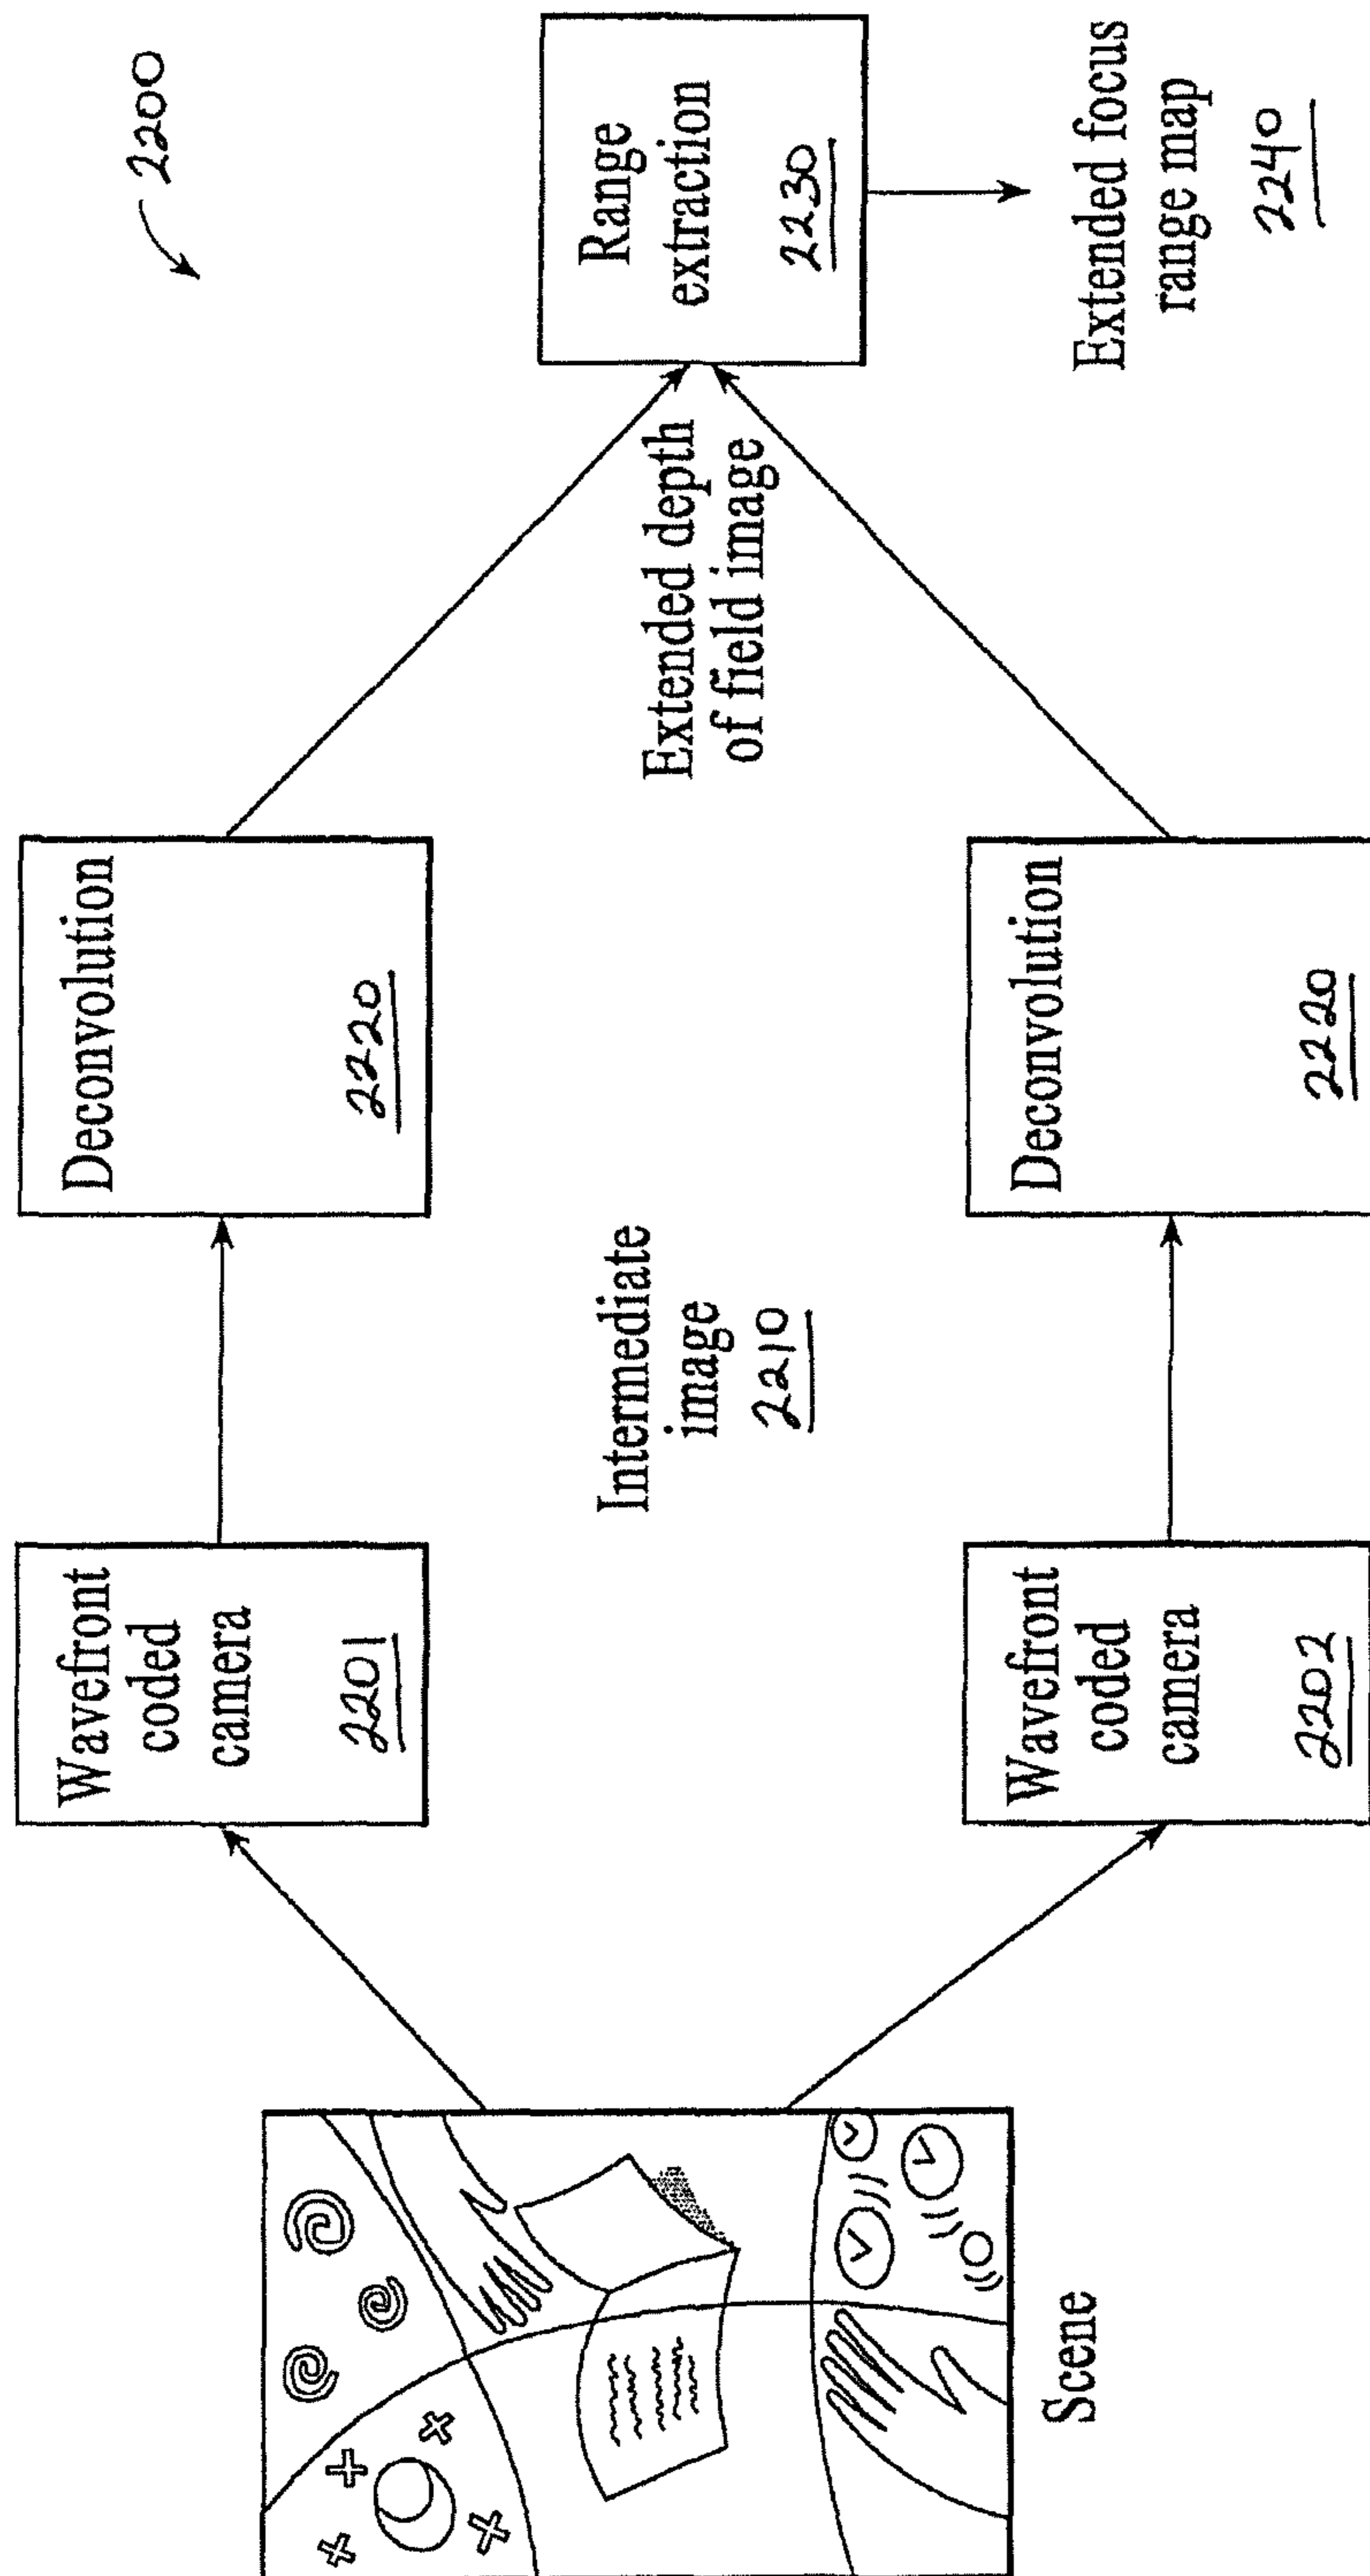 2200
Wavefront
coded
camera
2201
Deconvolution
2220
Intermediate
image
2210
Extended depth
of field image
Range
extraction
2230
Extended focus
range map
2240
Scene
Wavefront
coded
camera
2202
Deconvolution
2220